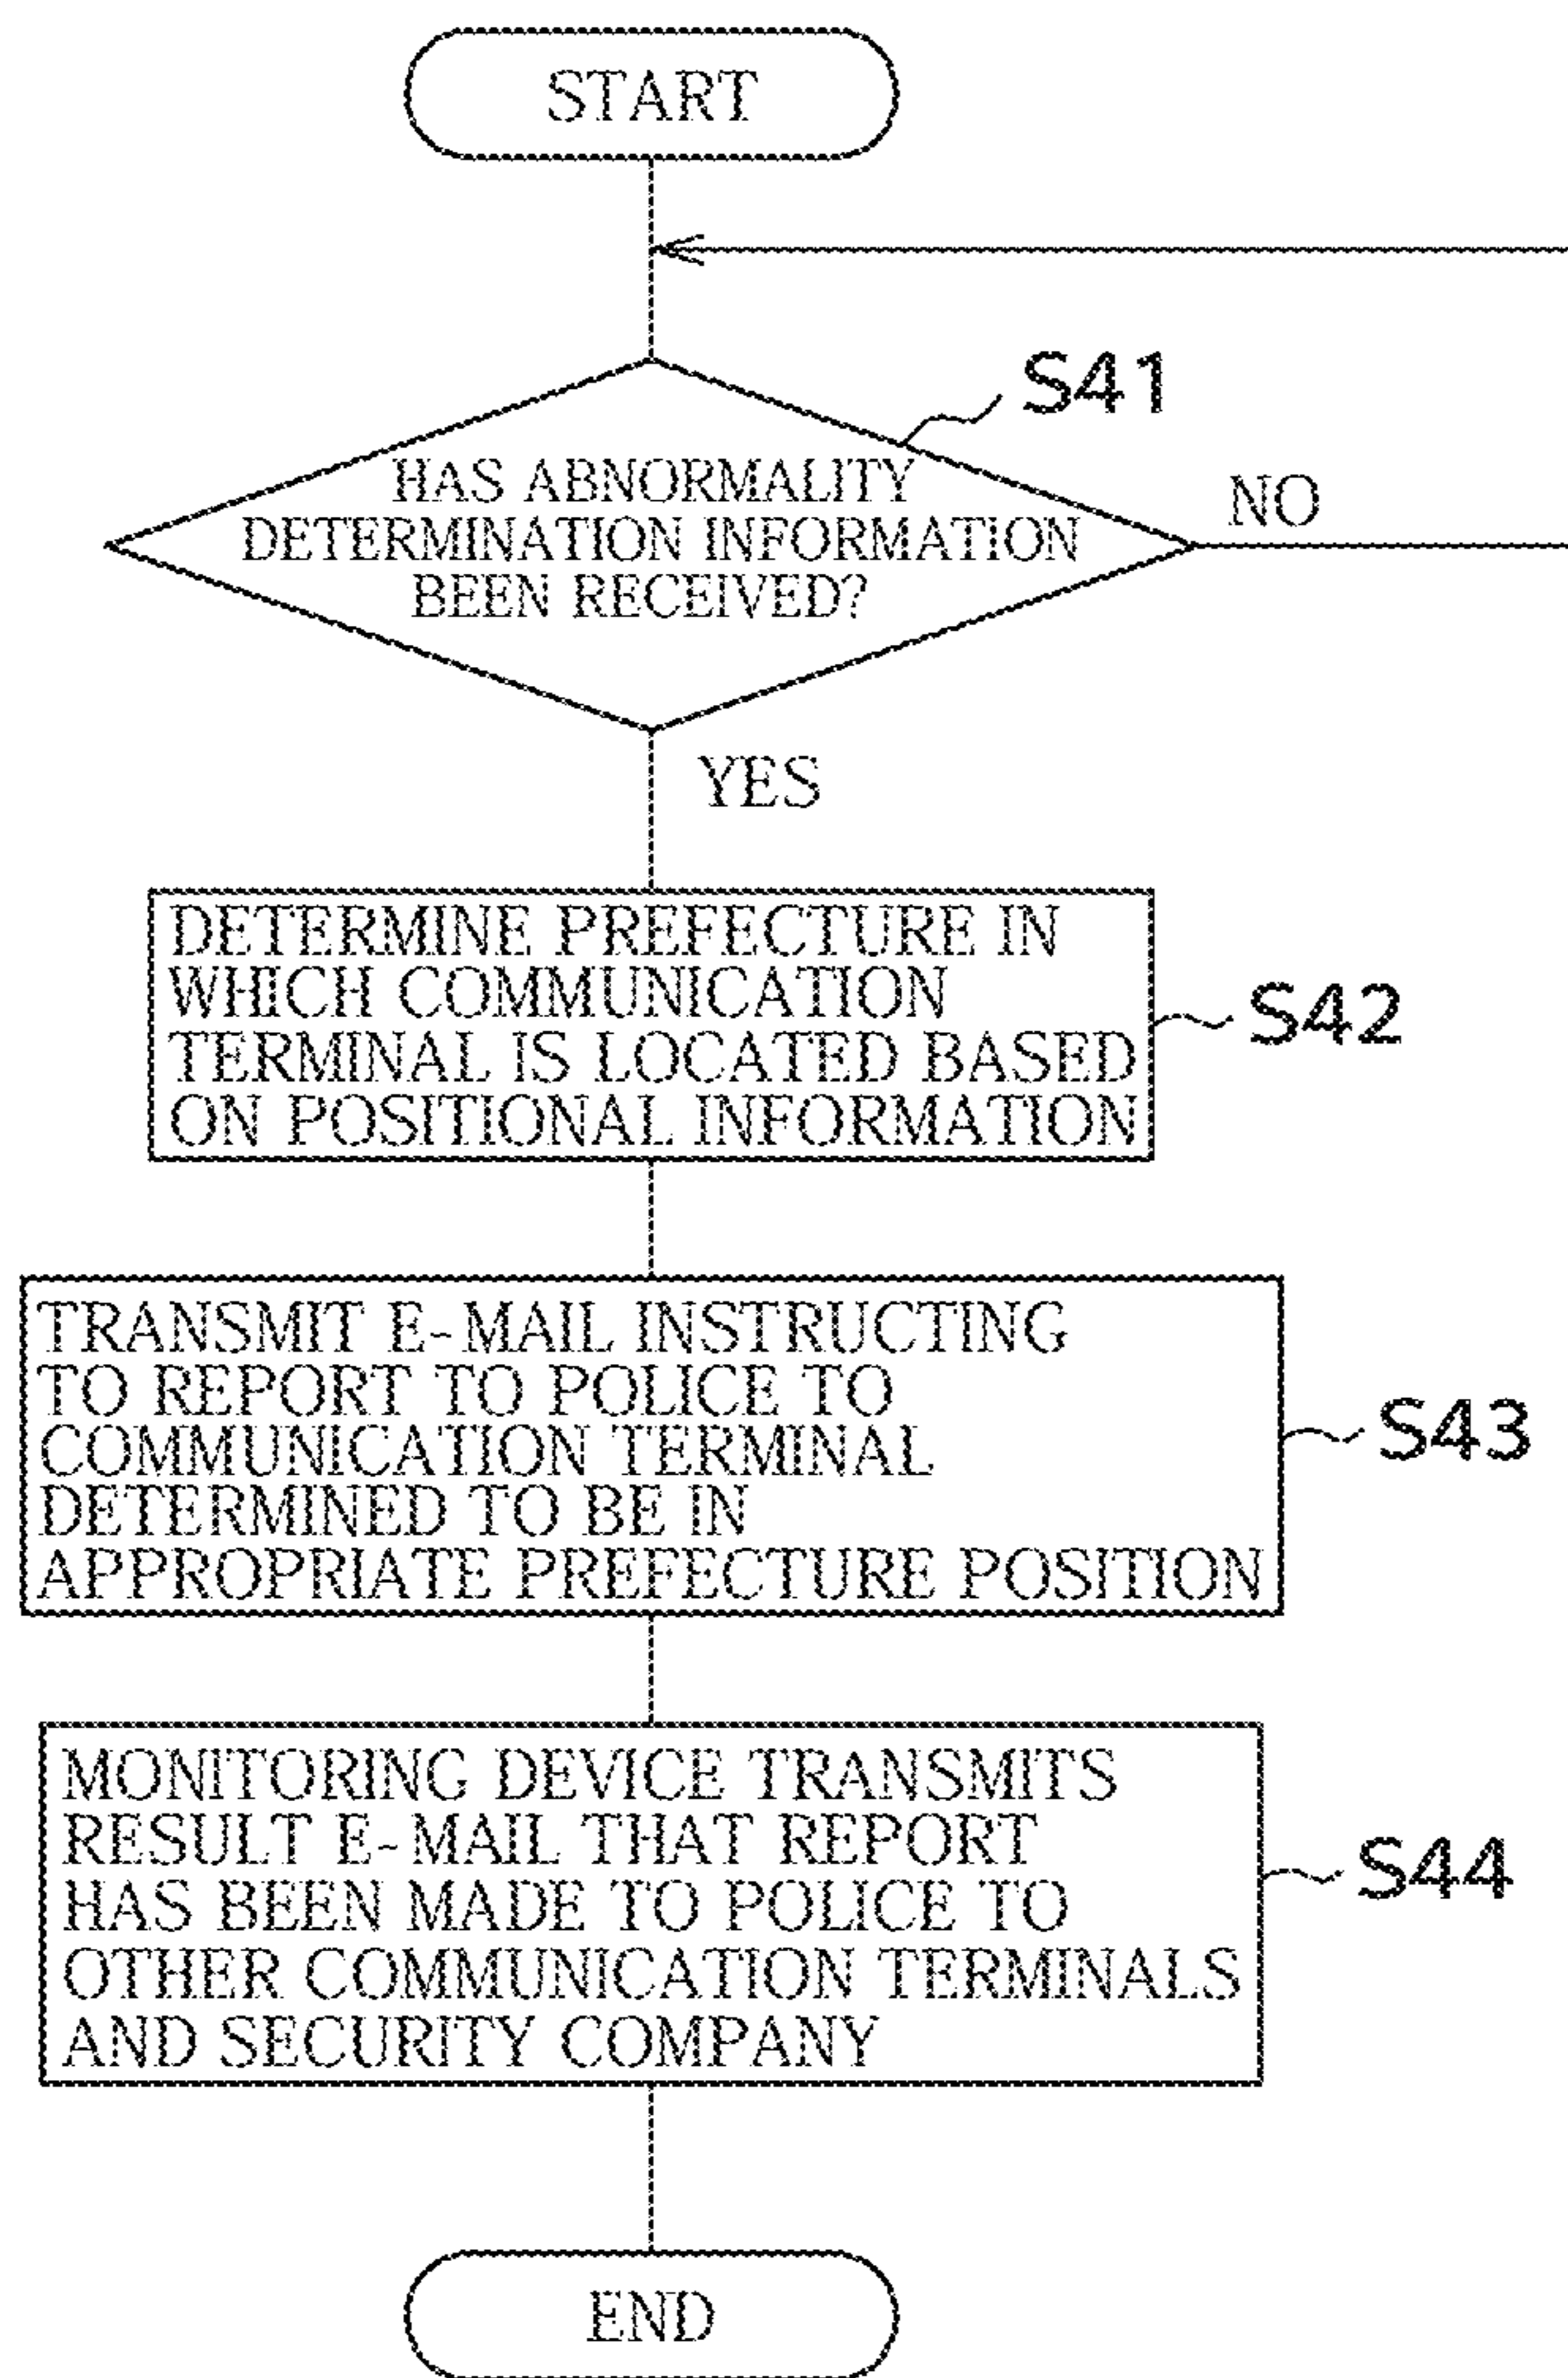 START
S41
HAS ABNORMALITY
DETERMINATION INFORMATION
BEEN RECEIVED?
NO
YES
DETERMINE PREFECTURE IN
WHICH COMMUNICATION
TERMINAL IS LOCATED BASED
ON POSITIONAL INFORMATION
S42
TRANSMIT E-MAIL INSTRUCTING
TO REPORT TO POLICE TO
COMMUNICATION TERMINAL
DETERMINED TO BE IN
APPROPRIATE PREFECTURE POSITION
S43
MONITORING DEVICE TRANSMITS
RESULT E-MAIL THAT REPORT
HAS BEEN MADE TO POLICE TO
OTHER COMMUNICATION TERMINALS
AND SECURITY COMPANY
S44
END